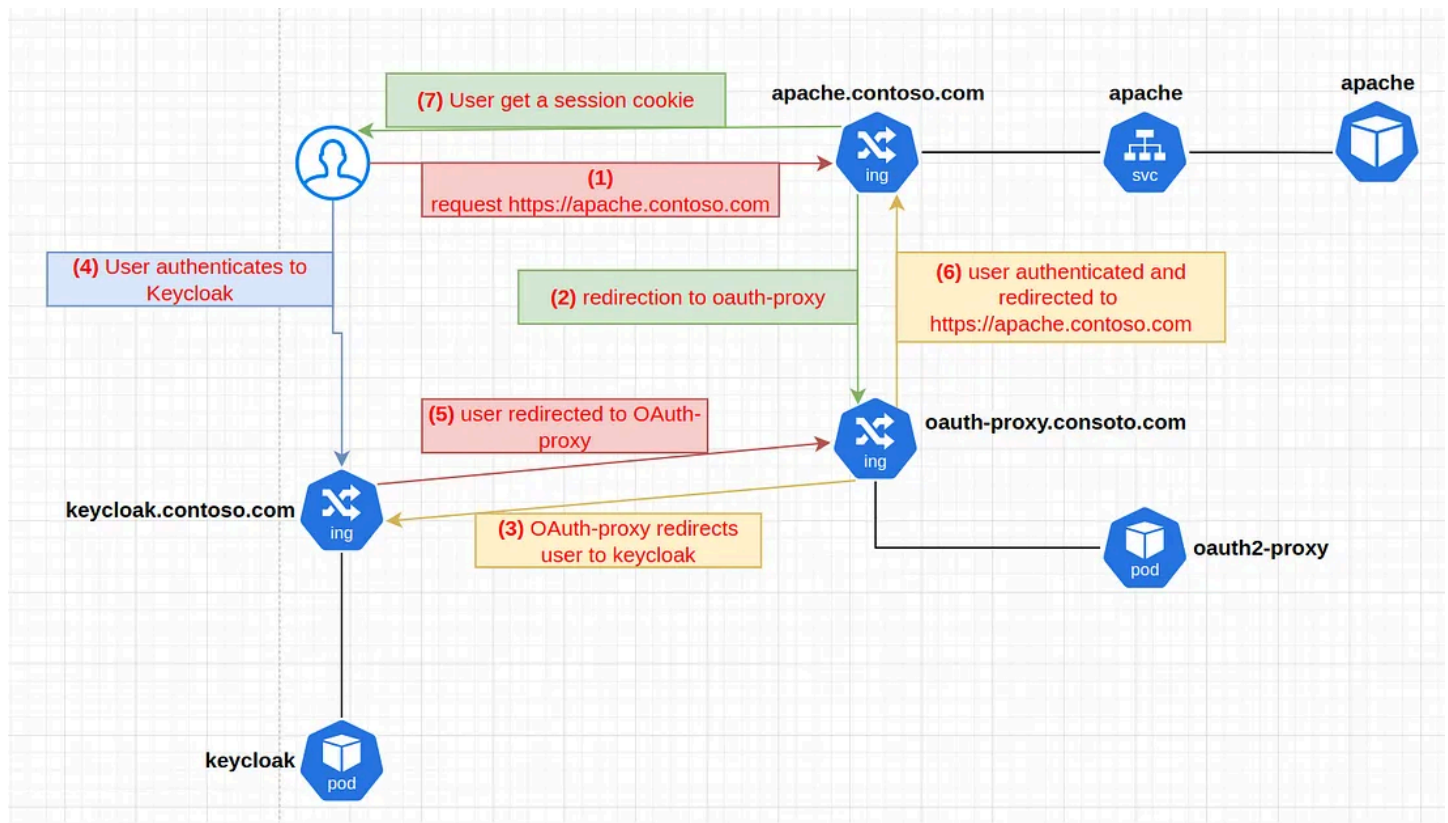 (7) User get a session cookie
apache.contoso.com
apache
apache
ing
svc
(1)
request https://apache.contoso.com
(4) User authenticates to
Keycloak
(2) redirection to oauth-proxy
(6) user authenticated and
redirected to
https://apache.contoso.com
(5) user redirected to OAuth-
proxy
oauth-proxy.consoto.com
ing
keycloak.contoso.com
ing
(3) OAuth-proxy redirects
user to keycloak
oauth2-proxy
pod
keycloak
pod